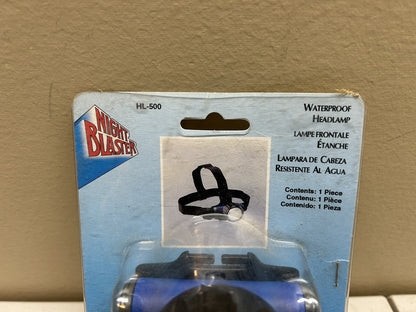 HL-500
NIGHT
BLASTER
WATERPROOF
HEADLAMP
LAMPE FRONTALE
ÉTANCHE
LAMPARA DE CABEZA
RESISTENTE AL AGUA
Contents: 1 Piece
Contenu: 1 Pièce
Contenido: 1 Pieza